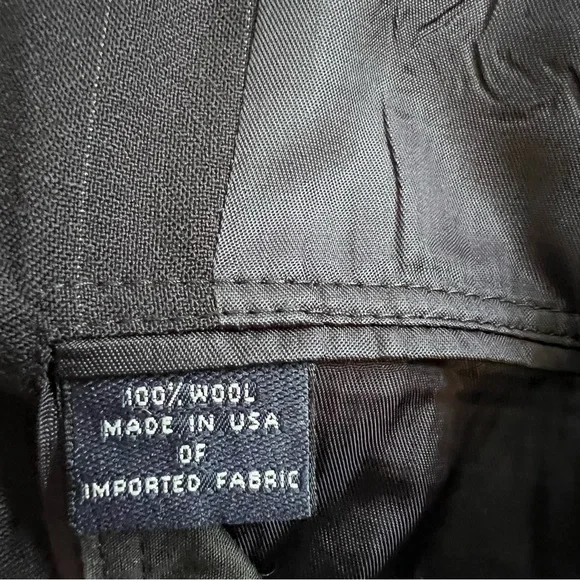 100% WOOL
MADE IN USA
OF
IMPORTED FABRIC